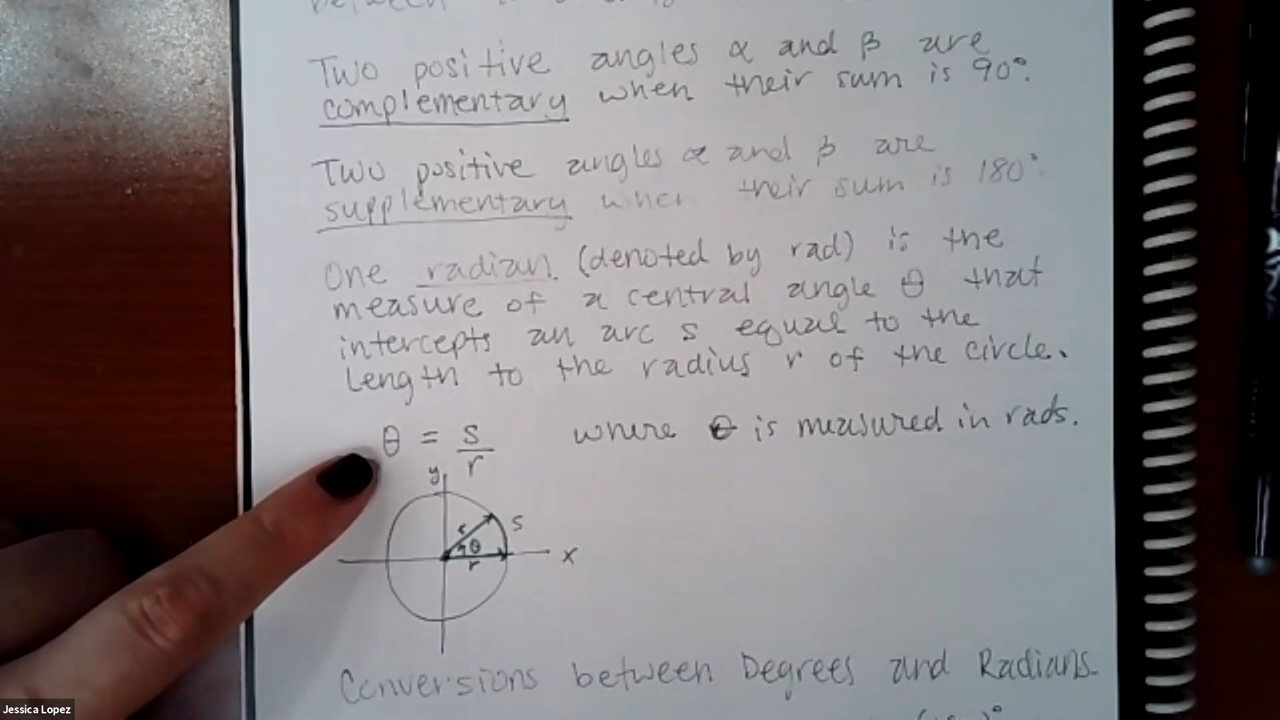 Two positive angles α and β are
complementary when their sum is 90°.
Two positive angles α and β are
supplementary when their sum is 180°.
One radian (denoted by rad) is the
measure of a central angle θ that
intercepts an arc s equal to the
length to the radius r of the circle.
θ = s/r where θ is measured in rads.
y
s
r
θ
r
x
Conversions between Degrees and Radians
Jessica Lopez